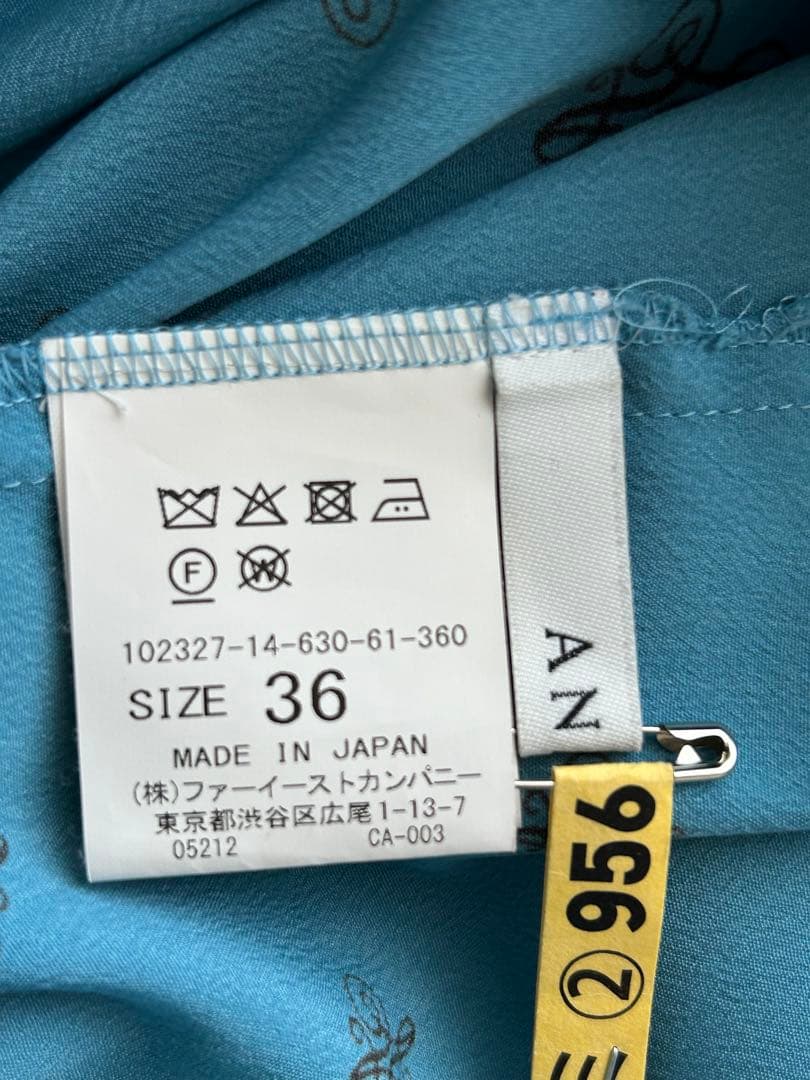 F W
102327-14-630-61-360
SIZE 36
MADE IN JAPAN
(株)ファーイーストカンパニー
東京都渋谷区広尾1-13-7
05212 CA-003
AN
②956